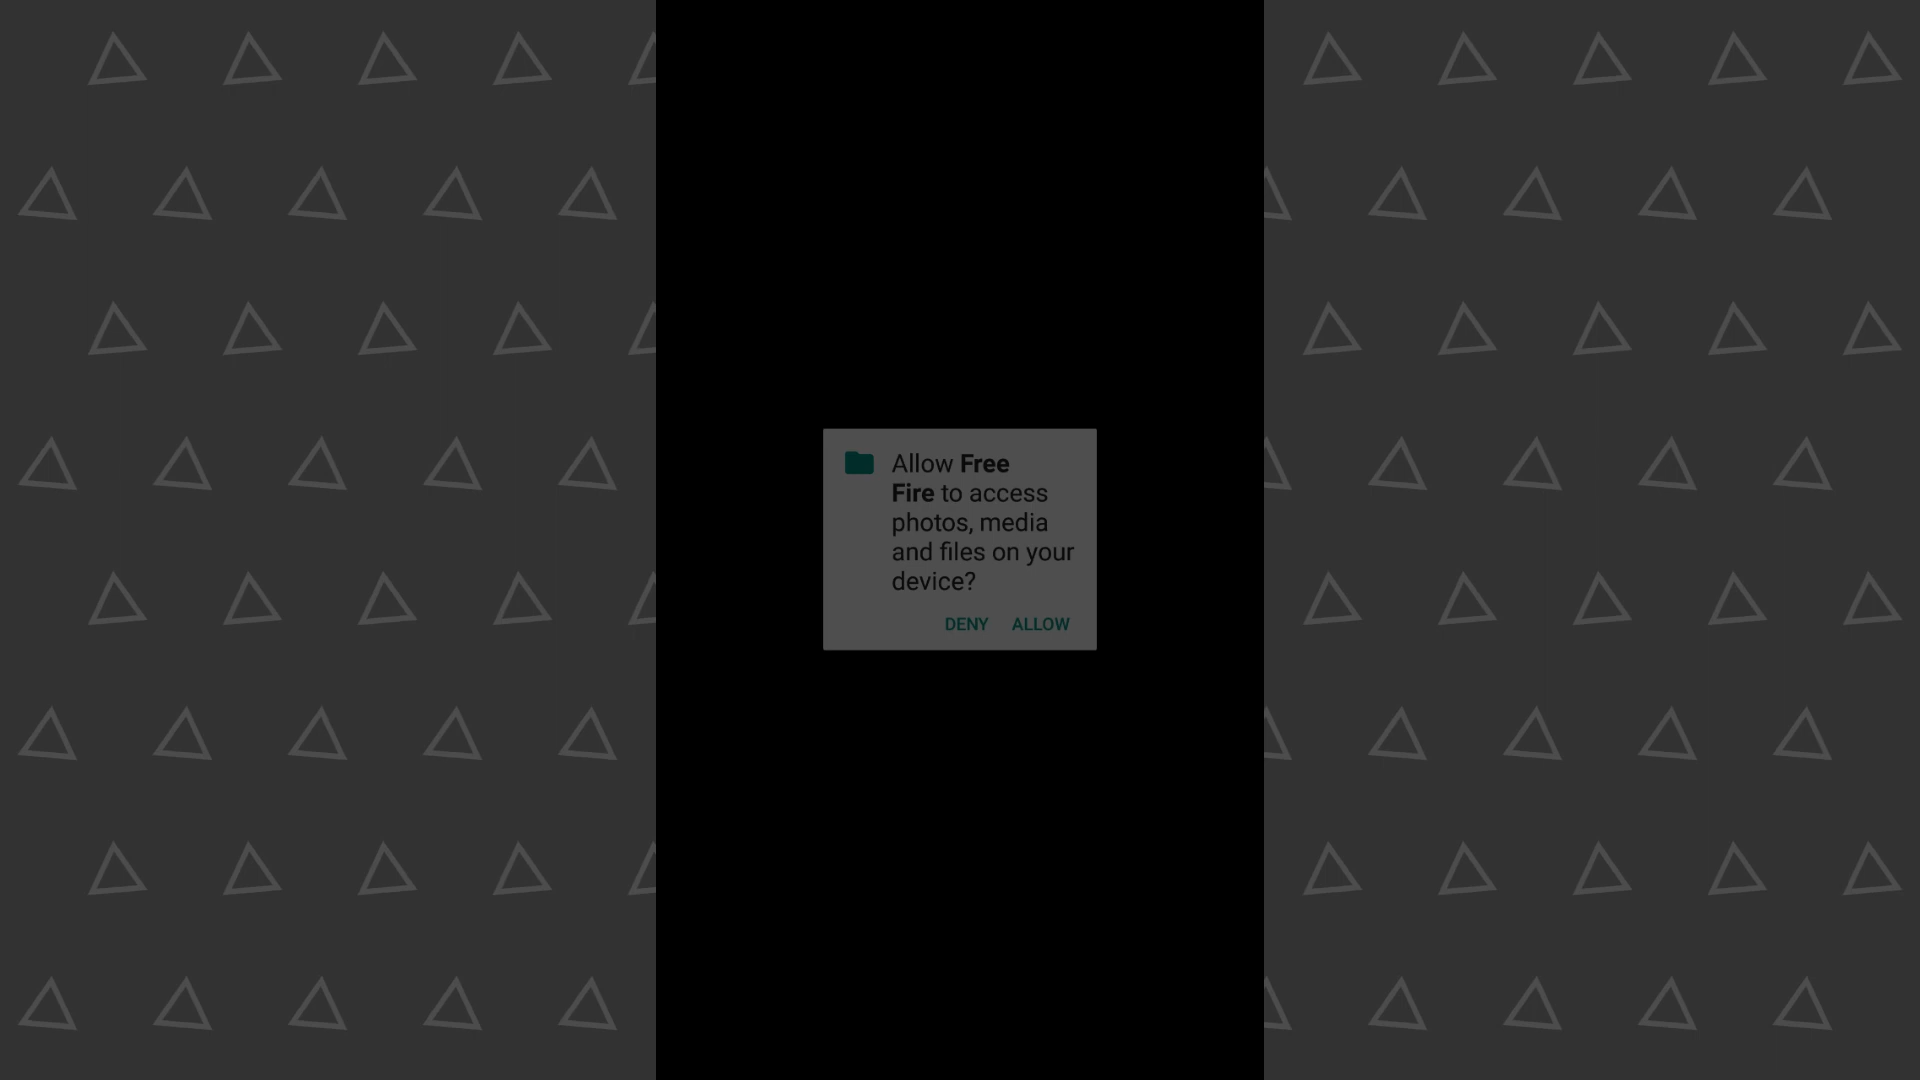 Allow Free
Fire to access
photos, media
and files on your
device?
DENY ALLOW